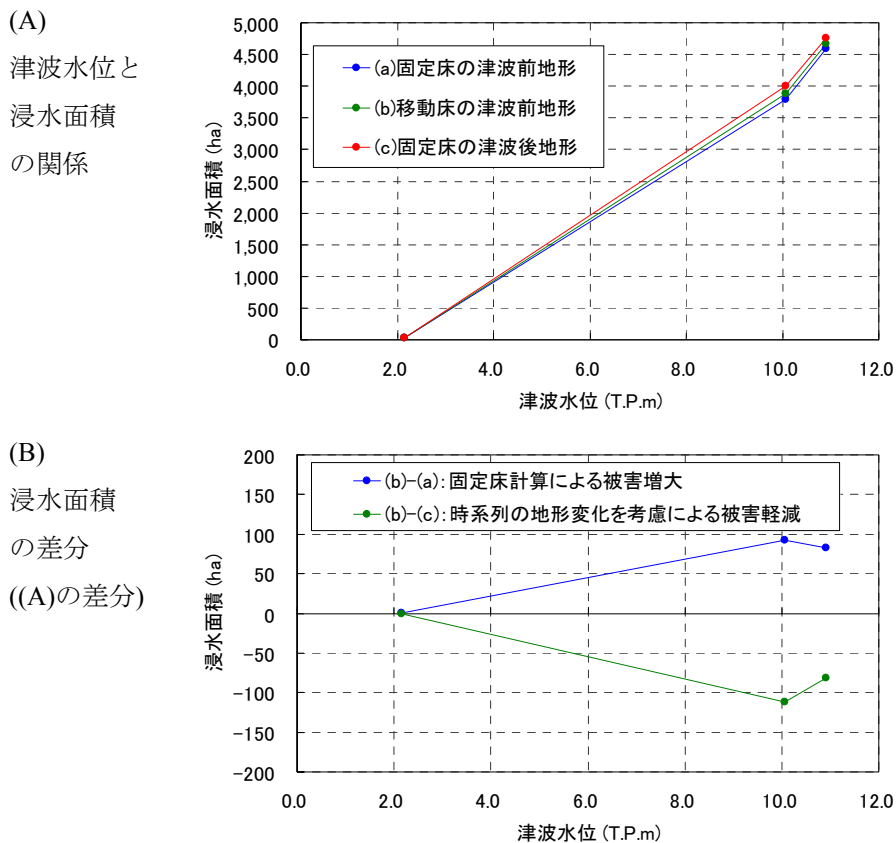 (A)
津波水位と
浸水面積
の関係
浸水面積 (ha)
5,000
4,500
4,000
3,500
3,000
2,500
2,000
1,500
1,000
500
0
(a)固定床の津波前地形
(b)移動床の津波前地形
(c)固定床の津波後地形
0.0 2.0 4.0 6.0 8.0 10.0 12.0
津波水位 (T.P.m)
(B)
浸水面積
の差分
((A)の差分)
浸水面積 (ha)
200
150
100
50
0
-50
-100
-150
-200
(b)-(a): 固定床計算による被害増大
(b)-(c): 時系列の地形変化を考慮による被害軽減
0.0 2.0 4.0 6.0 8.0 10.0 12.0
津波水位 (T.P.m)